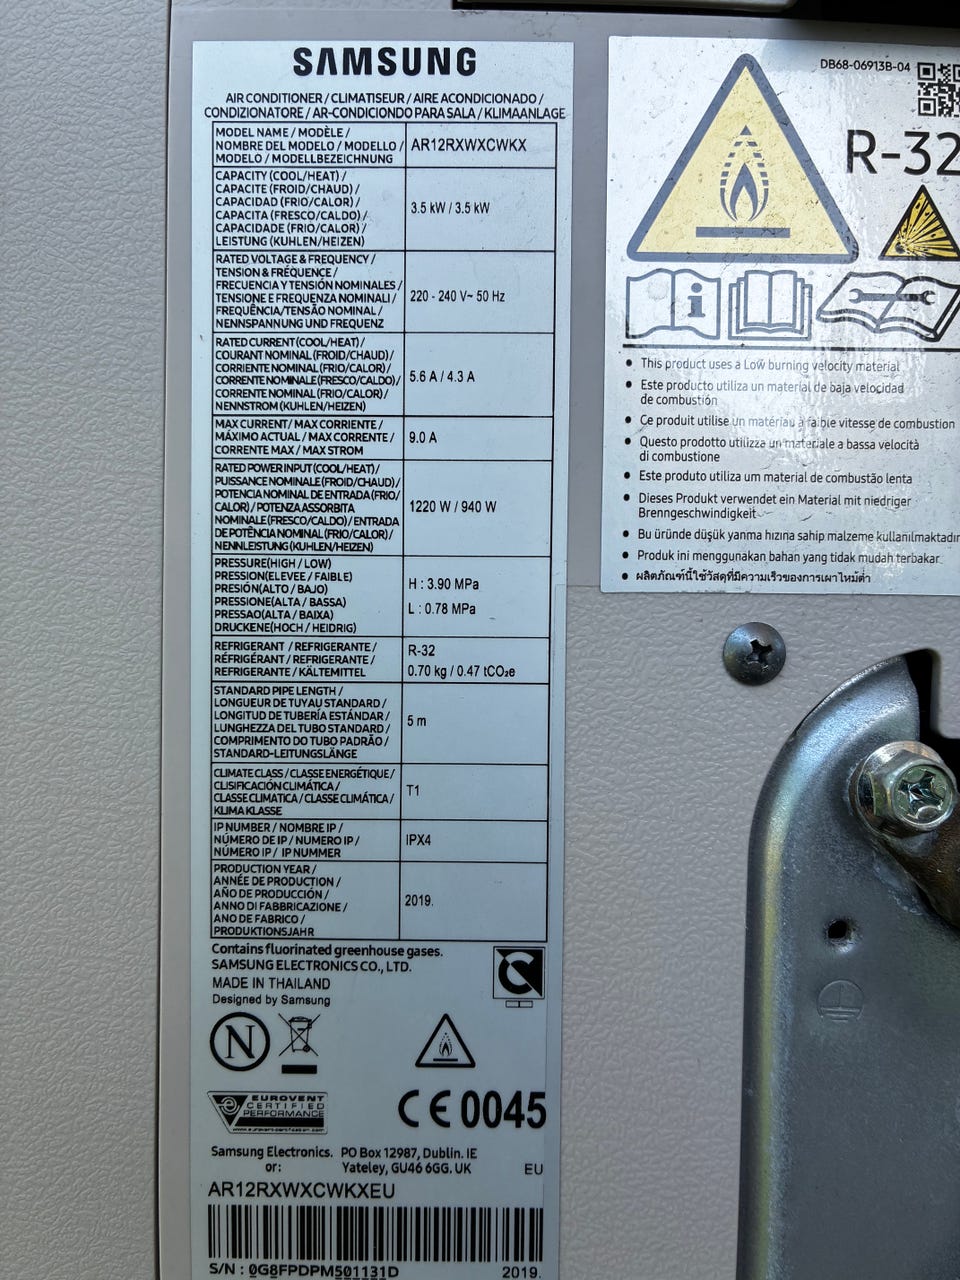 SAMSUNG
AIR CONDITIONER / CLIMATISEUR / AIRE ACONDICIONADO /
CONDIZIONATORE / AR-CONDICIONDO PARA SALA / KLIMAANLAGE
MODEL NAME / MODÈLE /
NOMBRE DEL MODELO / MODELLO /
MODELO / MODELLBEZEICHNUNG
AR12RXWXCWKX
CAPACITY (COOL/HEAT) /
CAPACITE (FROID/CHAUD) /
CAPACIDAD (FRIO/CALOR) /
CAPACITA (FRESCO/CALDO) /
CAPACIDADE (FRIO/CALOR) /
LEISTUNG (KUHLEN/HEIZEN)
3.5 kW / 3.5 kW
RATED VOLTAGE & FREQUENCY /
TENSION & FRÉQUENCE /
FRECUENCIA Y TENSIÓN NOMINALES /
TENSIONE E FREQUENZA NOMINALI /
FREQUÊNCIA/TENSÃO NOMINAL /
NENNSPANNUNG UND FREQUENZ
220 - 240 V~ 50 Hz
RATED CURRENT (COOL/HEAT) /
COURANT NOMINAL (FROID/CHAUD) /
CORRIENTE NOMINAL (FRIO/CALOR) /
CORRENTE NOMINALE (FRESCO/CALDO) /
CORRENTE NOMINAL (FRIO/CALOR) /
NENNSTROM (KUHLEN/HEIZEN)
5.6 A / 4.3 A
MAX CURRENT / MAX CORRIENTE /
MÁXIMO ACTUAL / MAX CORRENTE /
CORRENTE MAX / MAX STROM
9.0 A
RATED POWER INPUT (COOL/HEAT) /
PUISSANCE NOMINALE (FROID/CHAUD) /
POTENCIA NOMINAL DE ENTRADA (FRIO/
CALOR) / POTENZA ASSORBITA
NOMINALE (FRESCO/CALDO) / ENTRADA
DE POTÊNCIA NOMINAL (FRIO/CALOR) /
NENNLEISTUNG (KUHLEN/HEIZEN)
1220 W / 940 W
PRESSURE (HIGH / LOW)
PRESSION(ELEVEE / FAIBLE)
PRESIÓN(ALTO / BAJO)
PRESSIONE(ALTA / BASSA)
PRESSAO(ALTA / BAIXA)
DRUCKENE(HOCH / HEIDRIG)
H : 3.90 MPa
L : 0.78 MPa
REFRIGERANT / REFRIGERANTE /
RÉFRIGÉRANT / REFRIGERANTE /
REFRIGERANTE / KÄLTEMITTEL
R-32
0.70 kg / 0.47 tCO₂e
STANDARD PIPE LENGTH /
LONGUEUR DE TUYAU STANDARD /
LONGITUD DE TUBERÍA ESTÁNDAR /
LUNGHEZZA DEL TUBO STANDARD /
COMPRIMENTO DO TUBO PADRÃO /
STANDARD-LEITUNGSLÄNGE
5 m
CLIMATE CLASS / CLASSE ENERGÉTIQUE /
CLISIFICACIÓN CLIMÁTICA /
CLASSE CLIMATICA / CLASSE CLIMÁTICA /
KLIMA KLASSE
T1
IP NUMBER / NOMBRE IP /
NÚMERO DE IP / NUMERO IP /
NÚMERO IP / IP NUMMER
IPX4
PRODUCTION YEAR /
ANNÉE DE PRODUCTION /
AÑO DE PRODUCCIÓN /
ANNO DI FABBRICAZIONE /
ANO DE FABRICO /
PRODUKTIONSJAHR
2019.
Contains fluorinated greenhouse gases.
SAMSUNG ELECTRONICS CO., LTD.
MADE IN THAILAND
Designed by Samsung
N
EUROVENT
CERTIFIED
PERFORMANCE
CE 0045
Samsung Electronics. PO Box 12987, Dublin. IE
or: Yateley, GU46 6GG. UK
EU
AR12RXWXCWKXEU
S/N : 0G8FPDPM501131D
2019.
DB68-06913B-04
R-32
• This product uses a Low burning velocity material
• Este producto utiliza un material de baja velocidad
de combustión
• Ce produit utilise un matériau à faible vitesse de combustion
• Questo prodotto utilizza un materiale a bassa velocità
di combustione
• Este produto utiliza um material de combustão lenta
• Dieses Produkt verwendet ein Material mit niedriger
Brenngeschwindigkeit
• Bu üründe düşük yanma hızına sahip malzeme kullanılmaktadır
• Produk ini menggunakan bahan yang tidak mudah terbakar
• ผลิตภัณฑ์นี้ใช้วัสดุที่มีความเร็วของการเผาไหม้ต่ำ